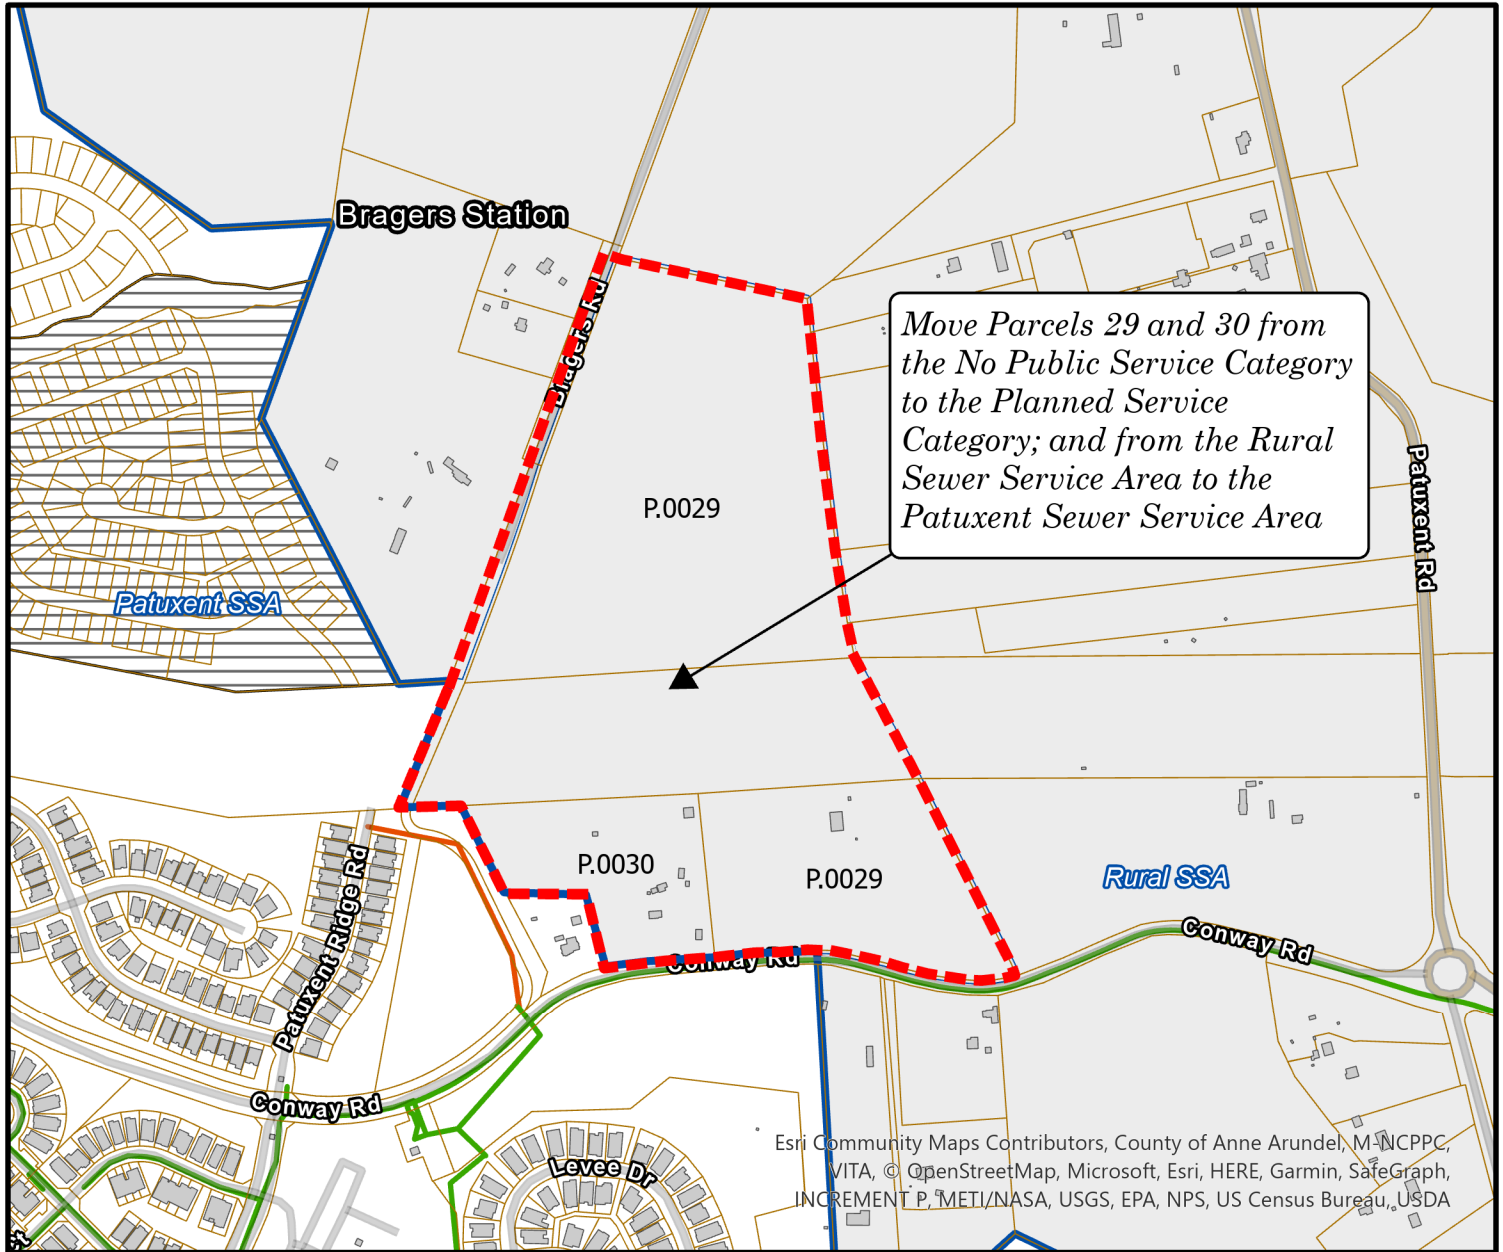 Bragers Station
Bragers Rd
Move Parcels 29 and 30 from
the No Public Service Category
to the Planned Service
Category; and from the Rural
Sewer Service Area to the
Patuxent Sewer Service Area
P.0029
Patuxent Rd
Patuxent SSA
P.0030
P.0029
Rural SSA
Patuxent Ridge Rd
Conway Rd
Conway Rd
Conway Rd
Levee Dr
Esri Community Maps Contributors, County of Anne Arundel, M-NCPPC,
VITA, © OpenStreetMap, Microsoft, Esri, HERE, Garmin, SafeGraph,
INCREMENT P, METI/NASA, USGS, EPA, NPS, US Census Bureau, USDA